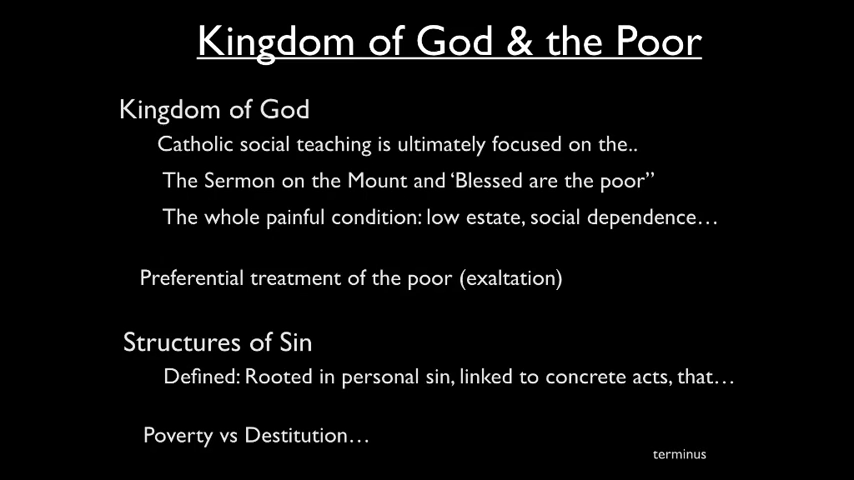 Kingdom of God & the Poor
Kingdom of God
Catholic social teaching is ultimately focused on the..
The Sermon on the Mount and ‘Blessed are the poor”
The whole painful condition: low estate, social dependence…
Preferential treatment of the poor (exaltation)
Structures of Sin
Defined: Rooted in personal sin, linked to concrete acts, that…
Poverty vs Destitution…
terminus